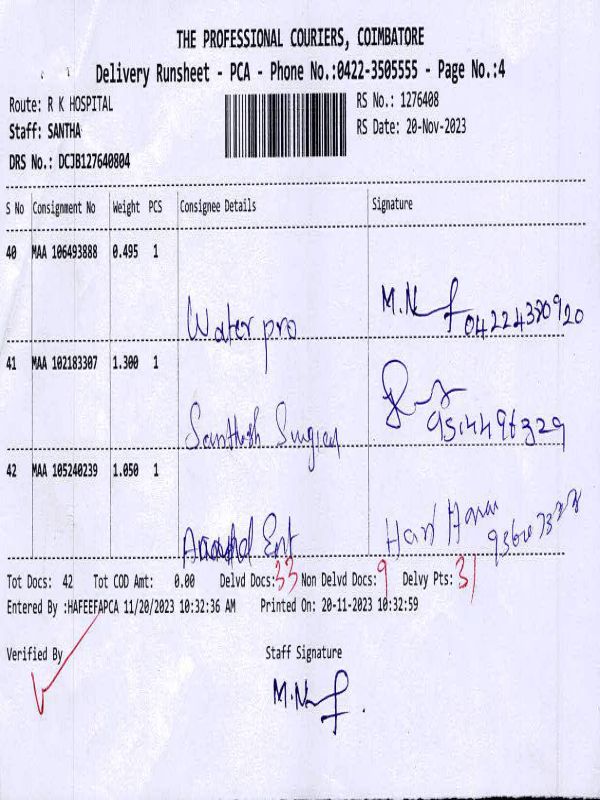 THE PROFESSIONAL COURIERS, COIMBATORE
Delivery Runsheet - PCA - Phone No.:0422-3505555 - Page No.:4
Route: R K HOSPITAL
RS No.: 1276408
Staff: SANTHA
RS Date: 20-Nov-2023
DRS No.: DCJB127640804
S No Consignment No Weight PCS Consignee Details Signature
40 MAA 106493888 0.495 1
Water pro M.N 04224380920
41 MAA 102183307 1.300 1
Santhosh Surgical 9514496329
42 MAA 105240239 1.050 1
Anand Ent Hari
Tot Docs: 42 Tot COD Amt: 0.00 Delvd Docs:33 Non Delvd Docs:9 Delvy Pts: 31
Entered By :HAFEEFAPCA 11/20/2023 10:32:36 AM Printed On: 20-11-2023 10:32:59
Verified By Staff Signature
M.N